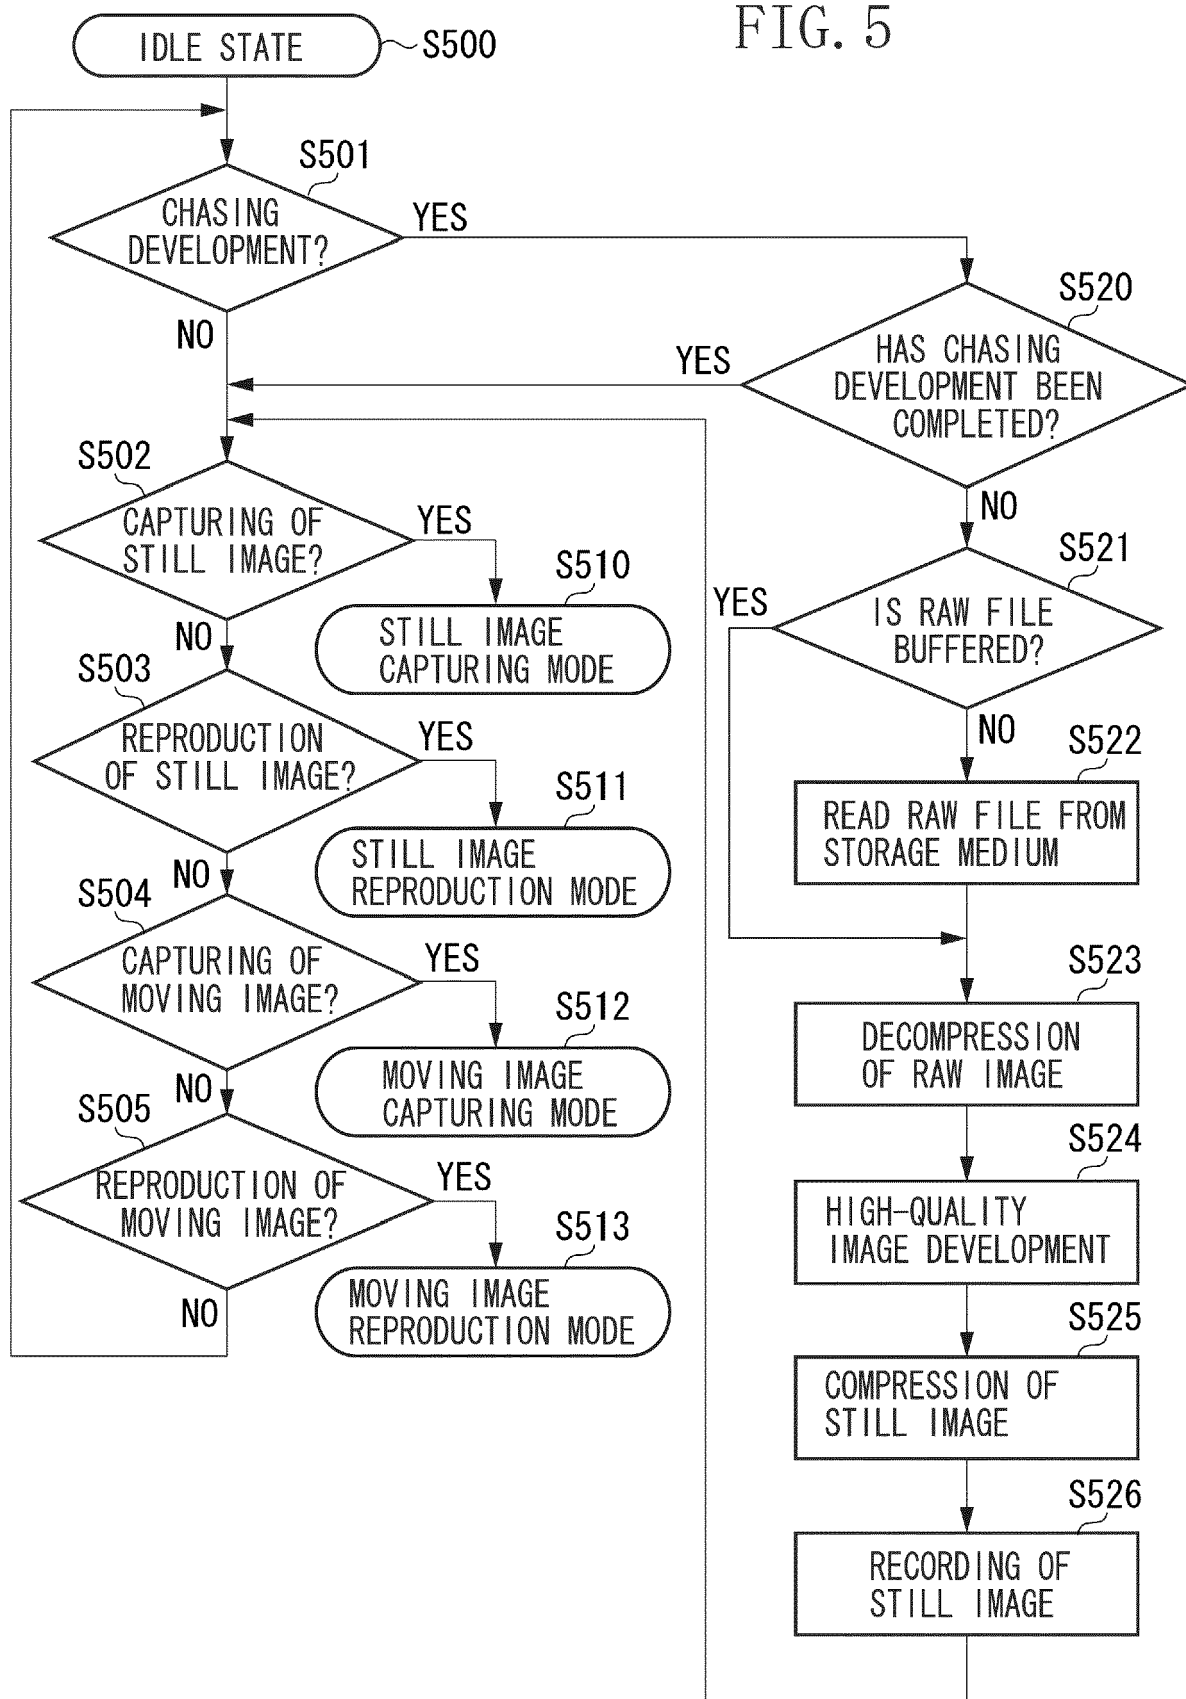 FIG. 5
IDLE STATE
S500
S501
CHASING
DEVELOPMENT?
YES
NO
S520
HAS CHASING
DEVELOPMENT BEEN
COMPLETED?
YES
NO
S502
CAPTURING OF
STILL IMAGE?
YES
NO
S510
STILL IMAGE
CAPTURING MODE
S521
IS RAW FILE
BUFFERED?
YES
NO
S503
REPRODUCTION
OF STILL IMAGE?
YES
NO
S511
STILL IMAGE
REPRODUCTION MODE
S522
READ RAW FILE FROM
STORAGE MEDIUM
S504
CAPTURING OF
MOVING IMAGE?
YES
NO
S512
MOVING IMAGE
CAPTURING MODE
S523
DECOMPRESSION
OF RAW IMAGE
S505
REPRODUCTION OF
MOVING IMAGE?
YES
NO
S513
MOVING IMAGE
REPRODUCTION MODE
S524
HIGH-QUALITY
IMAGE DEVELOPMENT
S525
COMPRESSION OF
STILL IMAGE
S526
RECORDING OF
STILL IMAGE